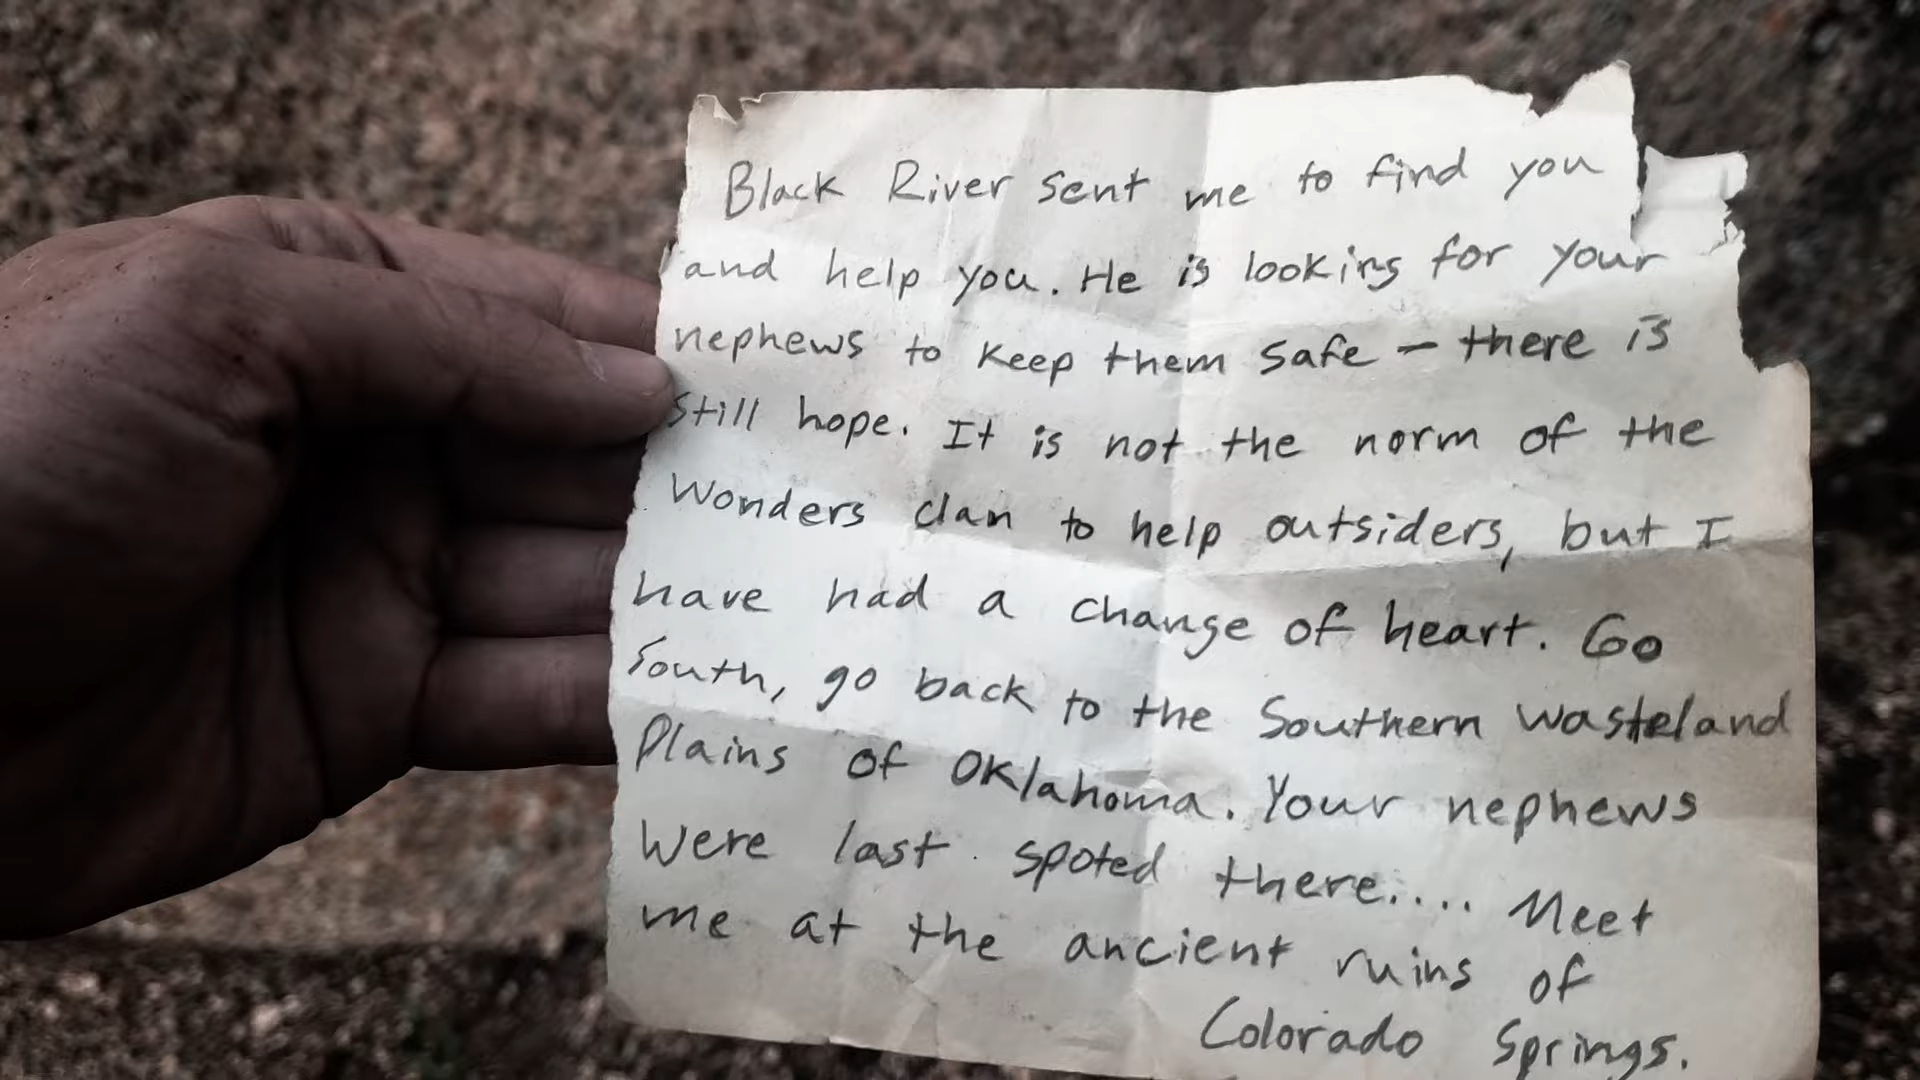 Black River sent me to find you
and help you. He is looking for your
nephews to keep them safe - there is
still hope. It is not the norm of the
Wonders clan to help outsiders, but I
have had a change of heart. Go
South, go back to the Southern Wasteland
Plains of Oklahoma. Your nephews
were last spoted there.... Meet
me at the ancient ruins of
Colorado Springs.